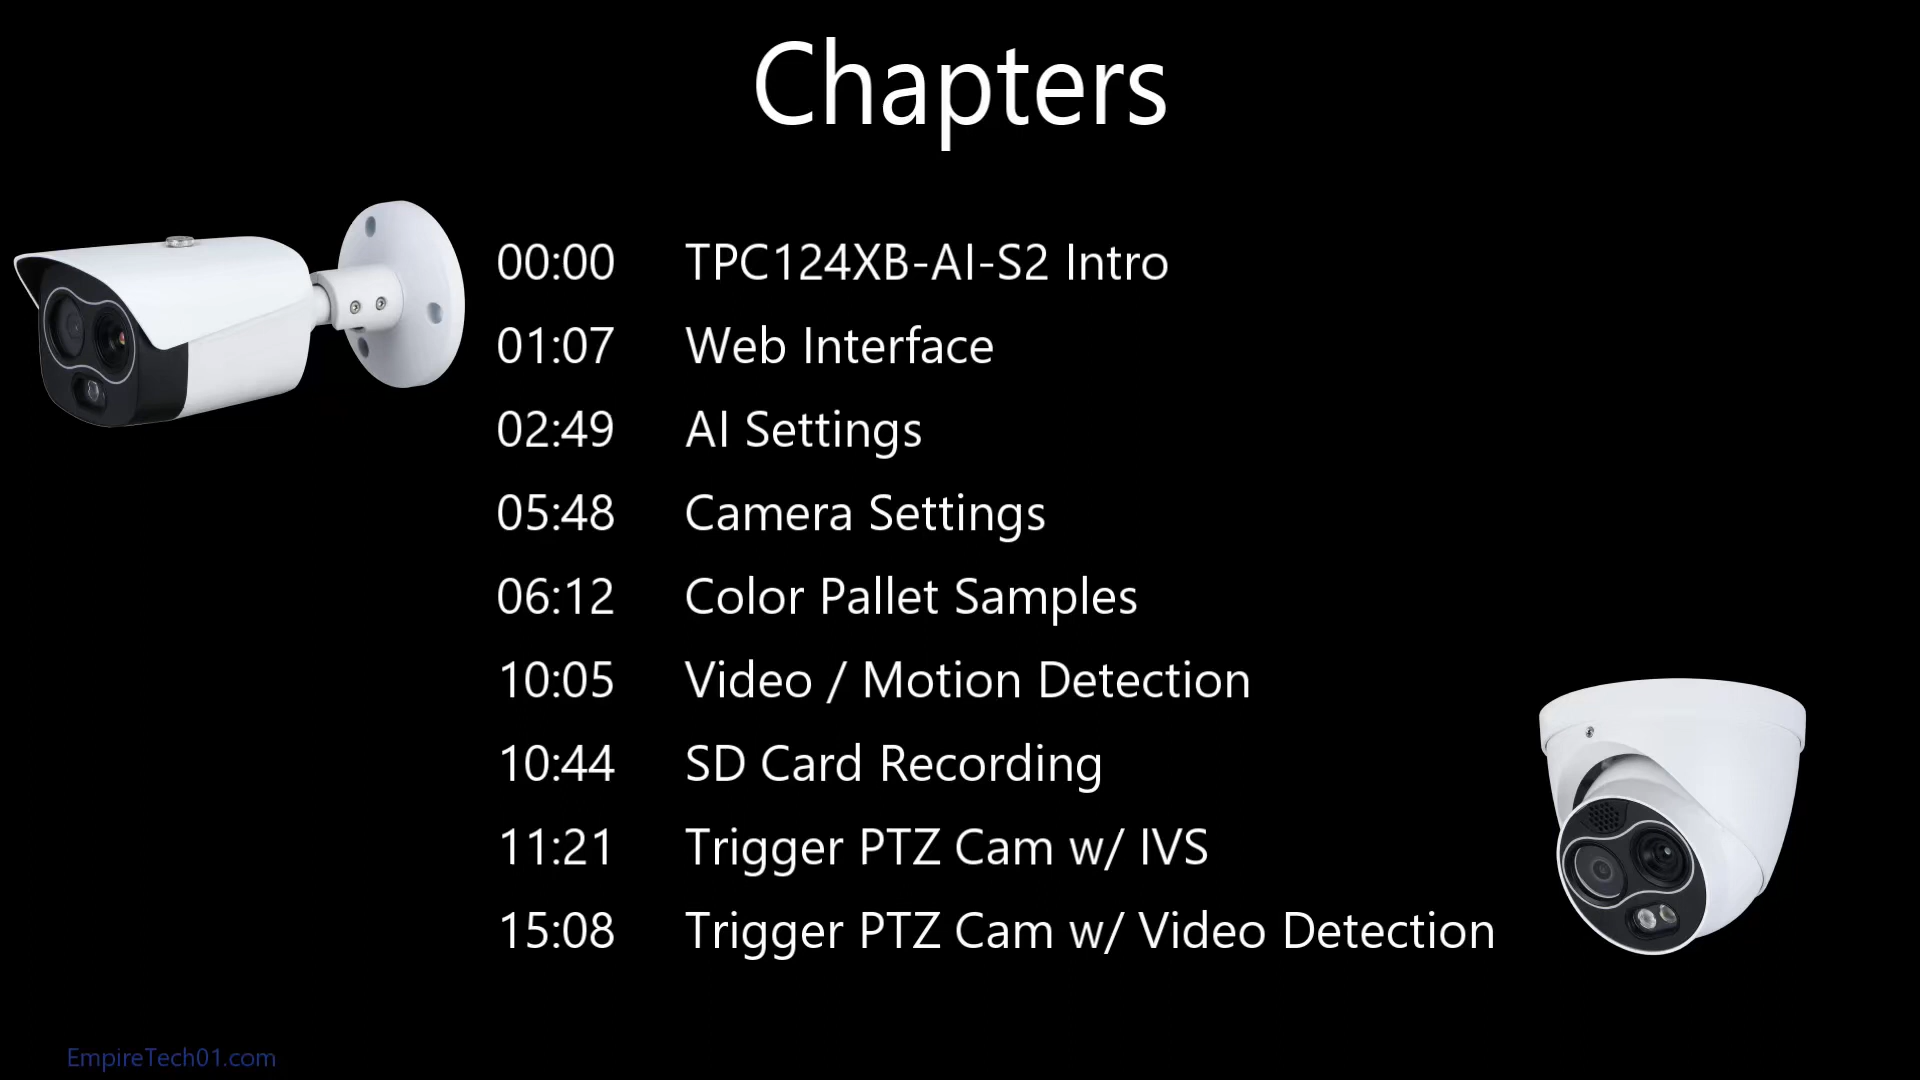 Chapters
00:00 TPC124XB-AI-S2 Intro
01:07 Web Interface
02:49 AI Settings
05:48 Camera Settings
06:12 Color Pallet Samples
10:05 Video / Motion Detection
10:44 SD Card Recording
11:21 Trigger PTZ Cam w/ IVS
15:08 Trigger PTZ Cam w/ Video Detection
EmpireTech01.com